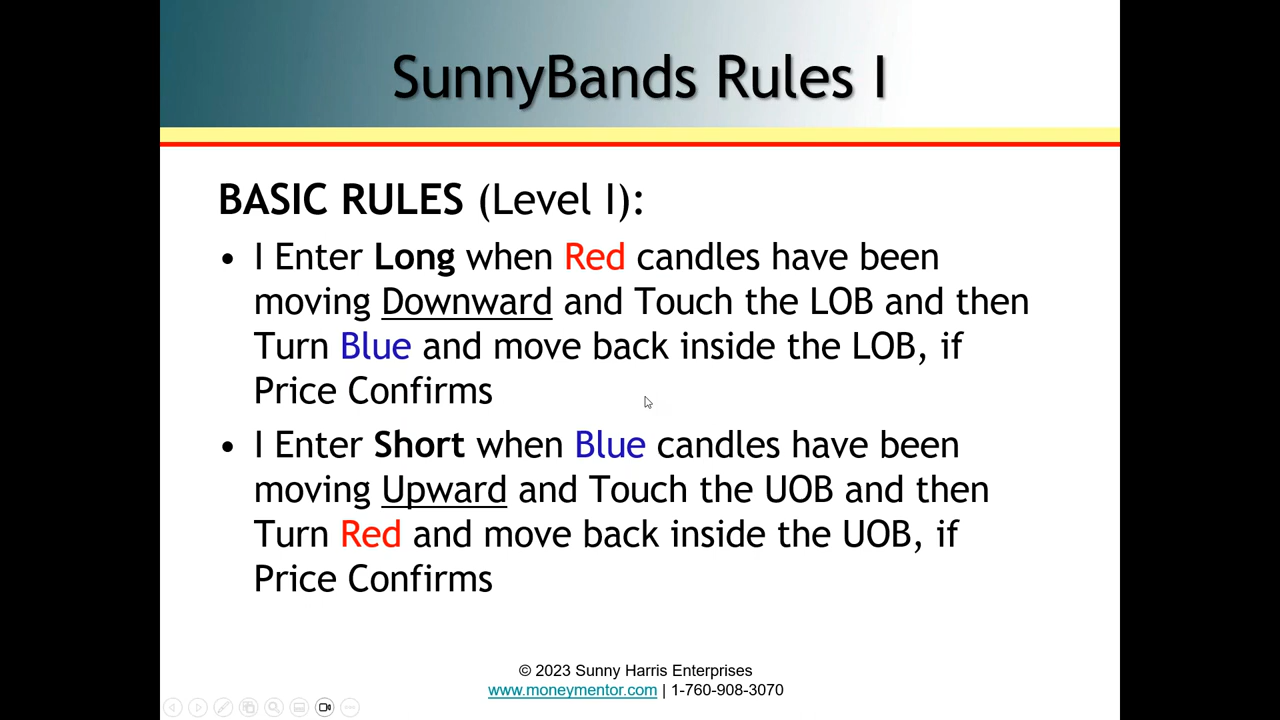 SunnyBands Rules I
BASIC RULES (Level I):
• I Enter Long when Red candles have been
moving Downward and Touch the LOB and then
Turn Blue and move back inside the LOB, if
Price Confirms
• I Enter Short when Blue candles have been
moving Upward and Touch the UOB and then
Turn Red and move back inside the UOB, if
Price Confirms
© 2023 Sunny Harris Enterprises
www.moneymentor.com | 1-760-908-3070